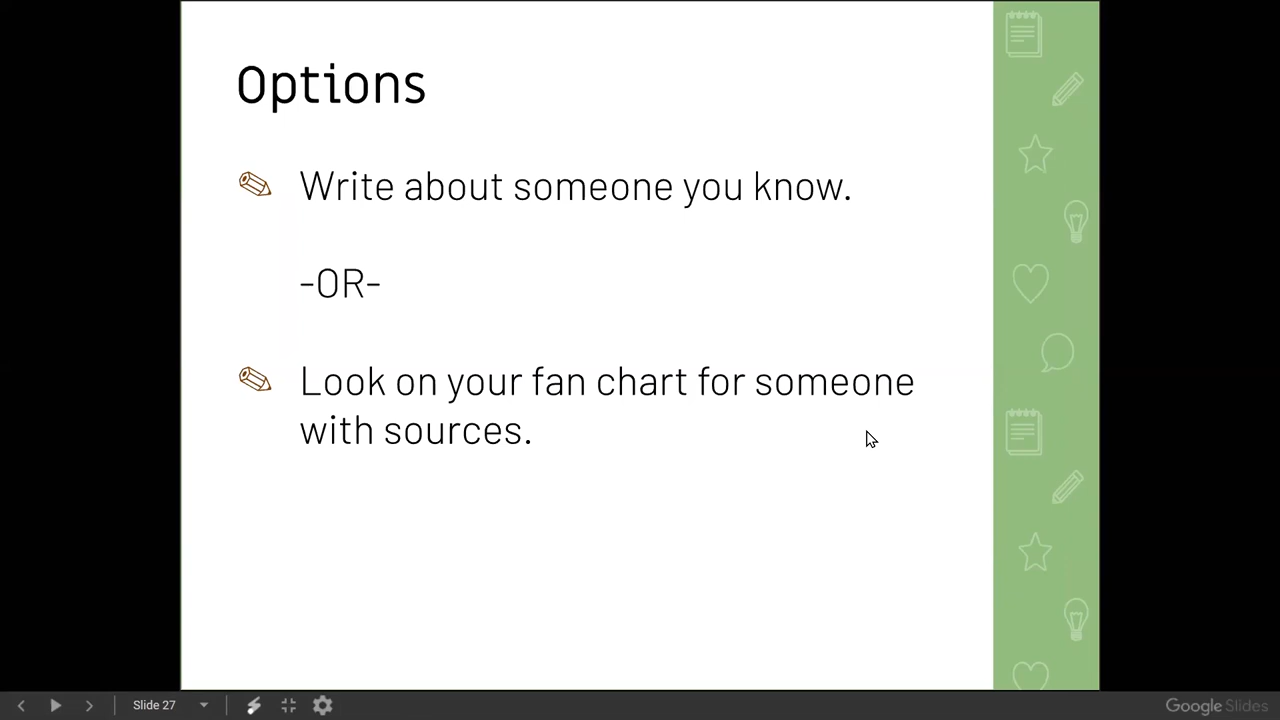 Options
Write about someone you know.
-OR-
Look on your fan chart for someone
with sources.
Slide 27
Google Slides